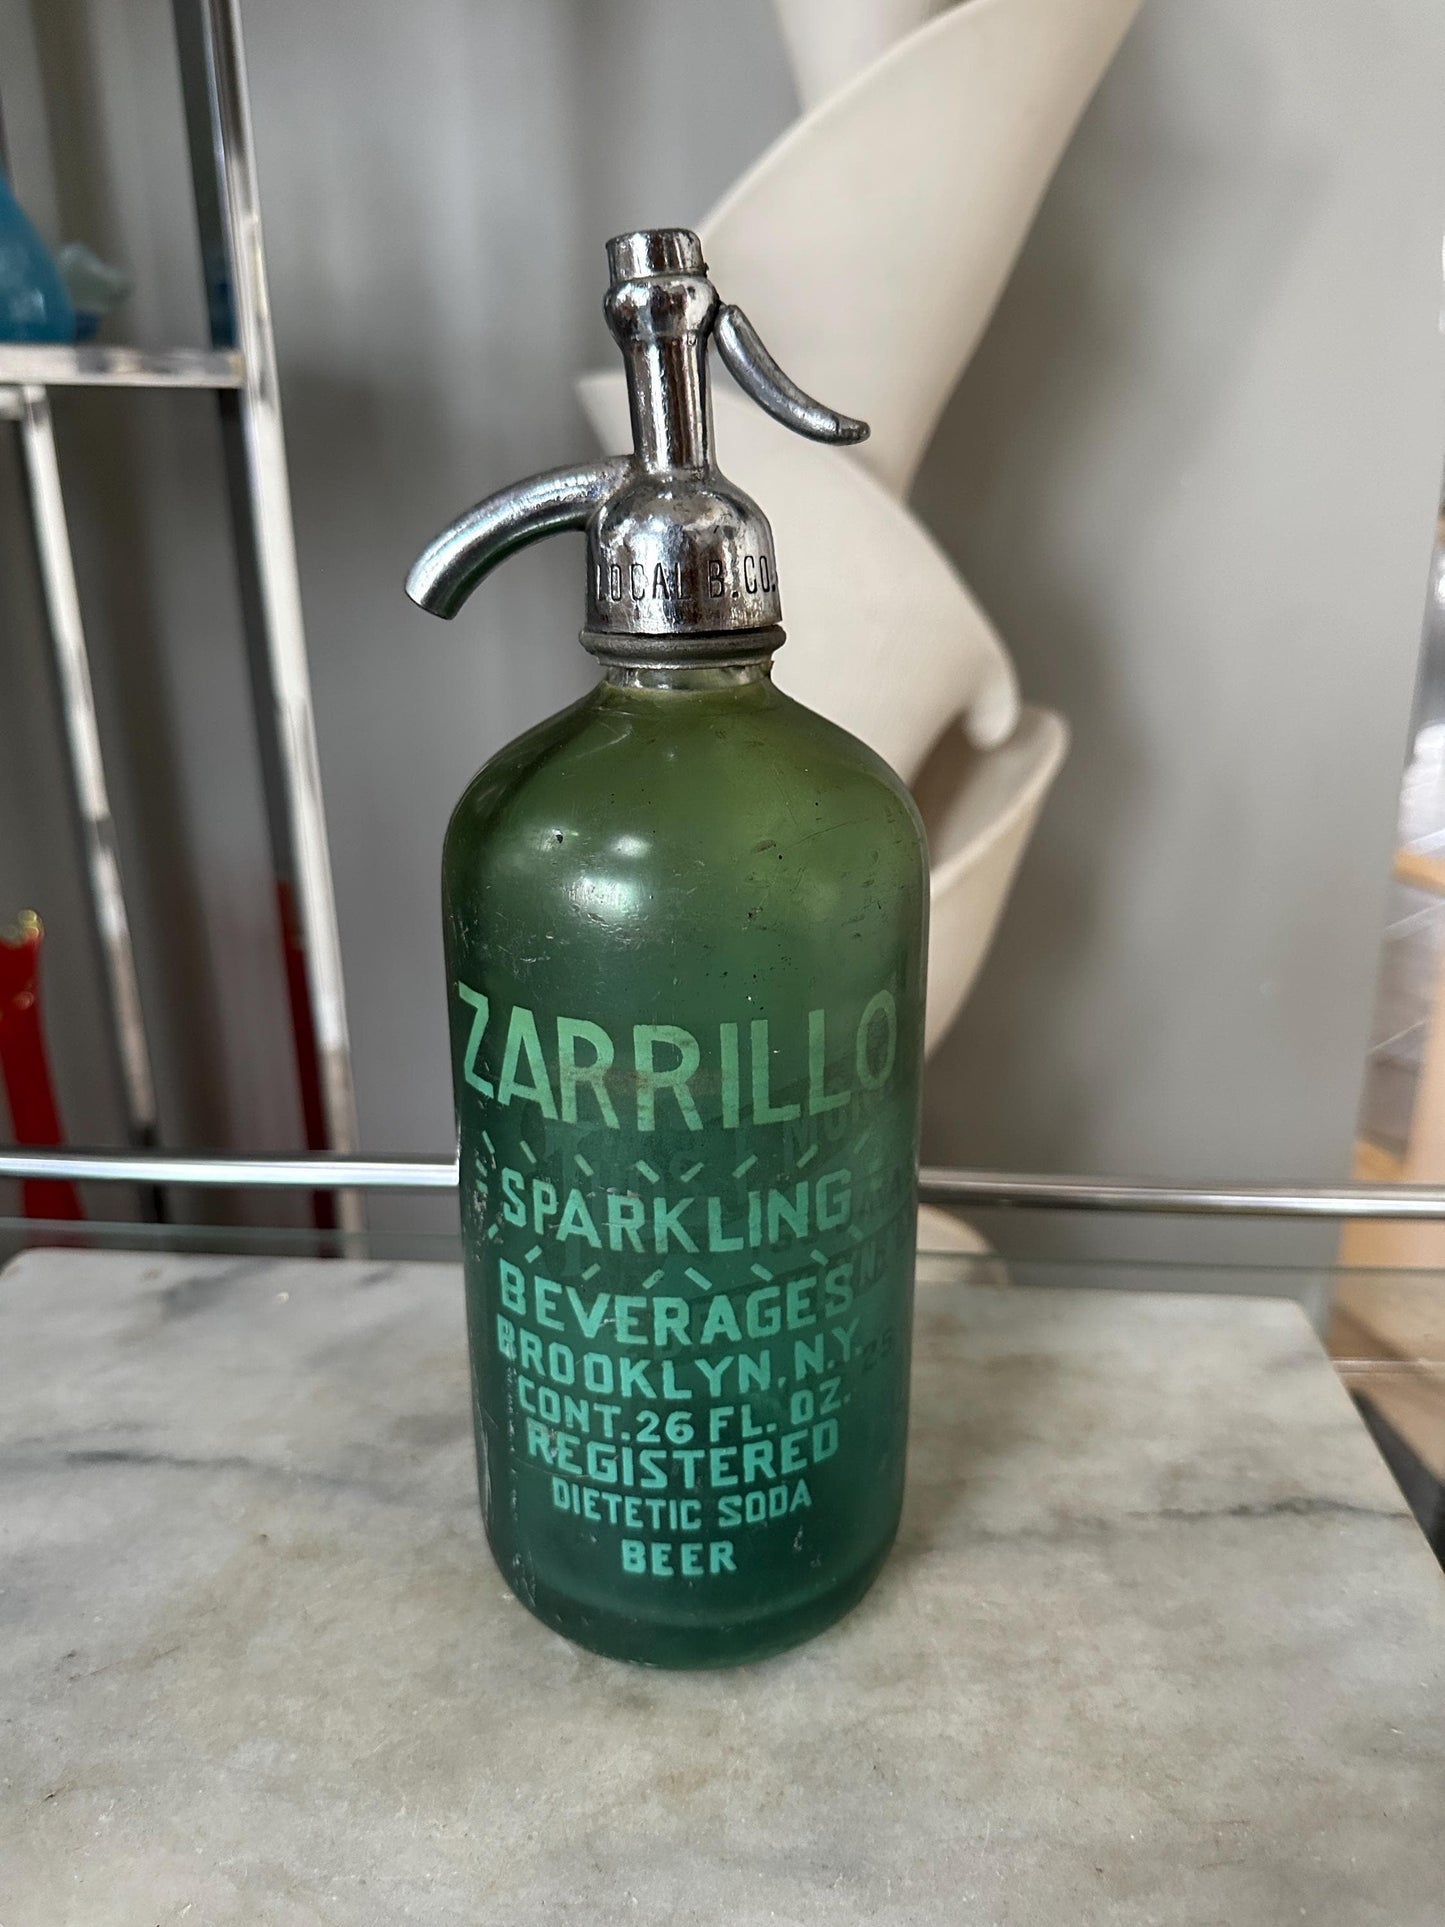 LOCAL B. CO.
ZARRILLO
SPARKLING
BEVERAGES
BROOKLYN, N.Y.
CONT. 26 FL. OZ.
REGISTERED
DIETETIC SODA
BEER